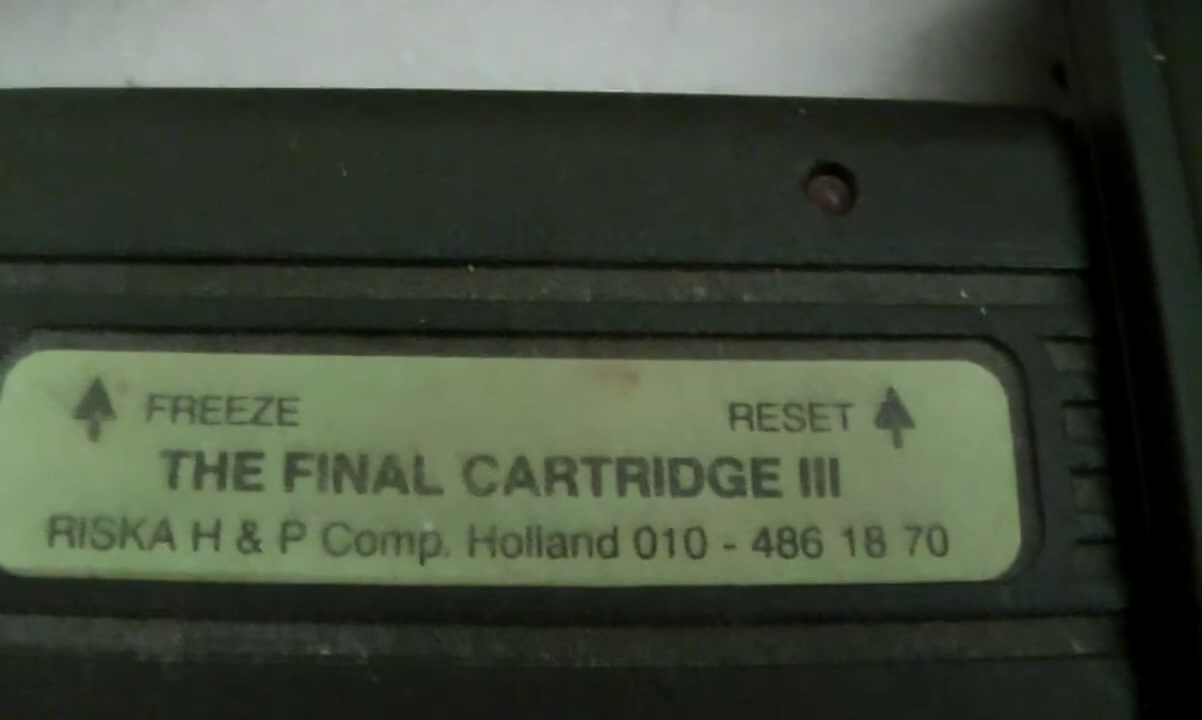 FREEZE RESET
THE FINAL CARTRIDGE III
RISKA H & P Comp. Holland 010 - 486 18 70